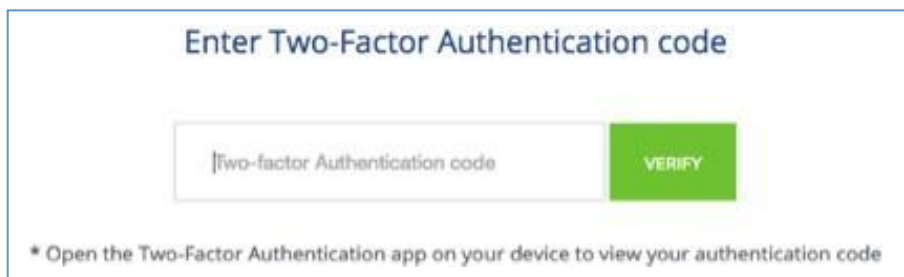 Enter Two-Factor Authentication code
Two-factor Authentication code
VERIFY
* Open the Two-Factor Authentication app on your device to view your authentication code